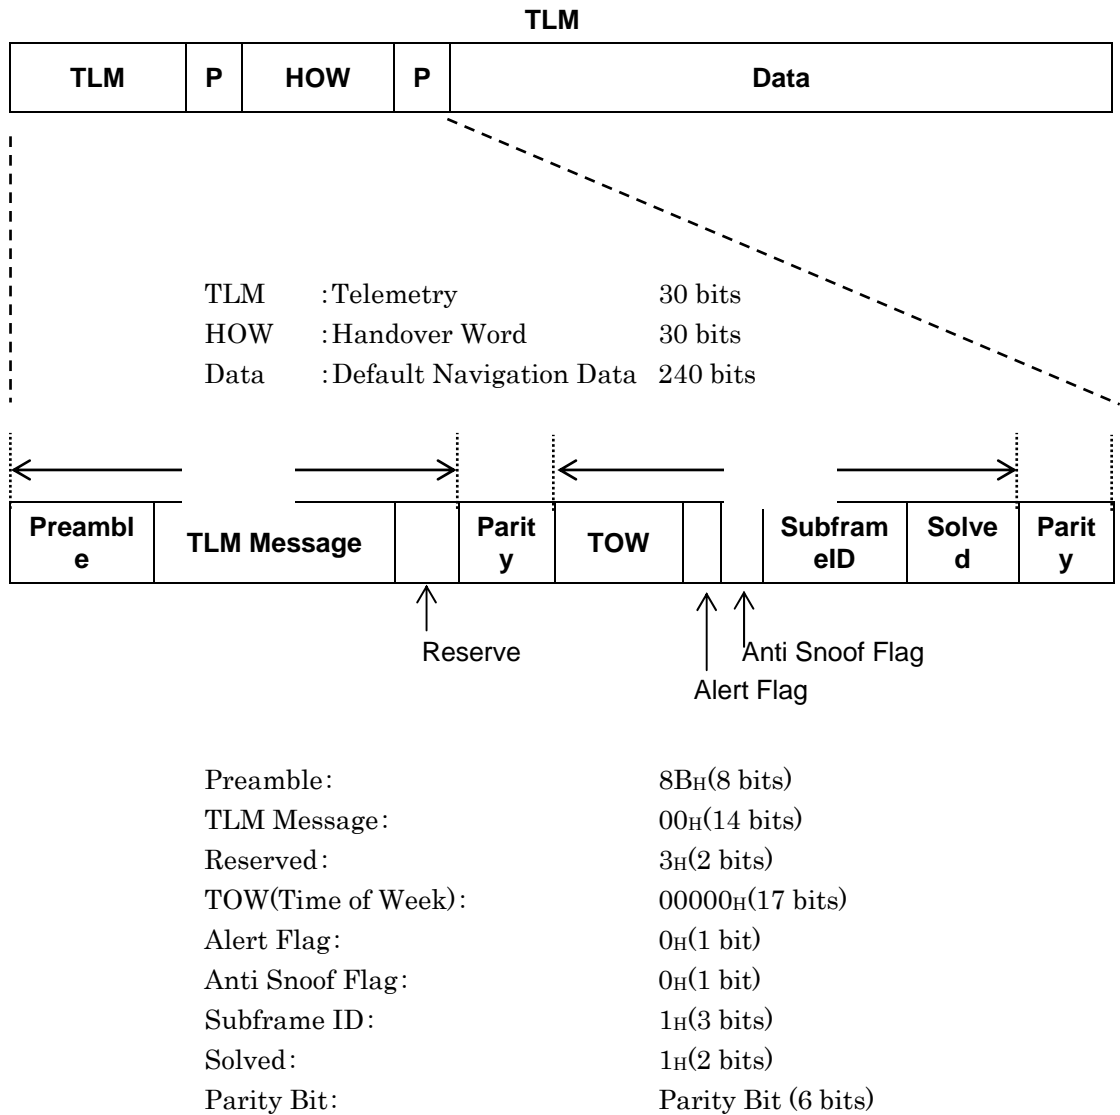 TLM
TLM P HOW P Data
TLM :Telemetry 30 bits
HOW :Handover Word 30 bits
Data :Default Navigation Data 240 bits
Preambl
e
TLM Message
Parit
y
TOW
Subfram
eID
Solve
d
Parit
y
Reserve
Anti Snoof Flag
Alert Flag
Preamble: 8BH(8 bits)
TLM Message: 00H(14 bits)
Reserved: 3H(2 bits)
TOW(Time of Week): 00000H(17 bits)
Alert Flag: 0H(1 bit)
Anti Snoof Flag: 0H(1 bit)
Subframe ID: 1H(3 bits)
Solved: 1H(2 bits)
Parity Bit: Parity Bit (6 bits)